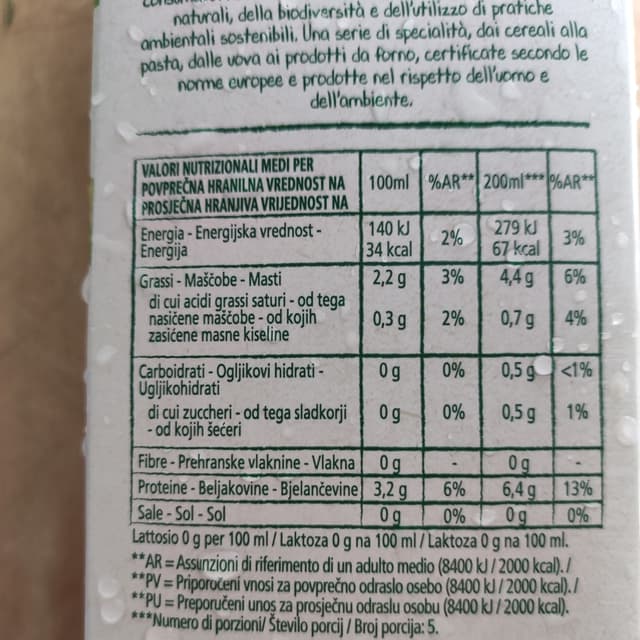 naturali, della biodiversità e dell'utilizzo di pratiche
ambientali sostenibili. Una serie di specialità, dai cereali alla
pasta, dalle uova ai prodotti da forno, certificate secondo le
norme europee e prodotte nel rispetto dell'uomo e
dell'ambiente.
VALORI NUTRIZIONALI MEDI PER
POVPREČNA HRANILNA VREDNOST NA
PROSJEČNA HRANJIVA VRIJEDNOST NA
100ml %AR** 200ml*** %AR**
Energia - Energijska vrednost -
Energija
140 kJ
34 kcal
2%
279 kJ
67 kcal
3%
Grassi - Maščobe - Masti 2,2 g 3% 4,4 g 6%
di cui acidi grassi saturi - od tega
nasičene maščobe - od kojih
zasićene masne kiseline
0,3 g 2% 0,7 g 4%
Carboidrati - Ogljikovi hidrati -
Ugljikohidrati
0 g 0% 0,5 g <1%
di cui zuccheri - od tega sladkorji
- od kojih šećeri
0 g 0% 0,5 g 1%
Fibre - Prehranske vlaknine - Vlakna 0 g - 0 g -
Proteine - Beljakovine - Bjelančevine 3,2 g 6% 6,4 g 13%
Sale - Sol - Sol 0 g 0% 0 g 0%
Lattosio 0 g per 100 ml / Laktoza 0 g na 100 ml / Laktoza 0 g na 100 ml.
**AR = Assunzioni di riferimento di un adulto medio (8400 kJ / 2000 kcal). /
**PV = Priporočeni vnosi za povprečno odraslo osebo (8400 kJ / 2000 kcal). /
**PU = Preporučeni unos za prosječnu odraslu osobu (8400 kJ / 2000 kcal).
***Numero di porzioni/ Število porcij / Broj porcija: 5.